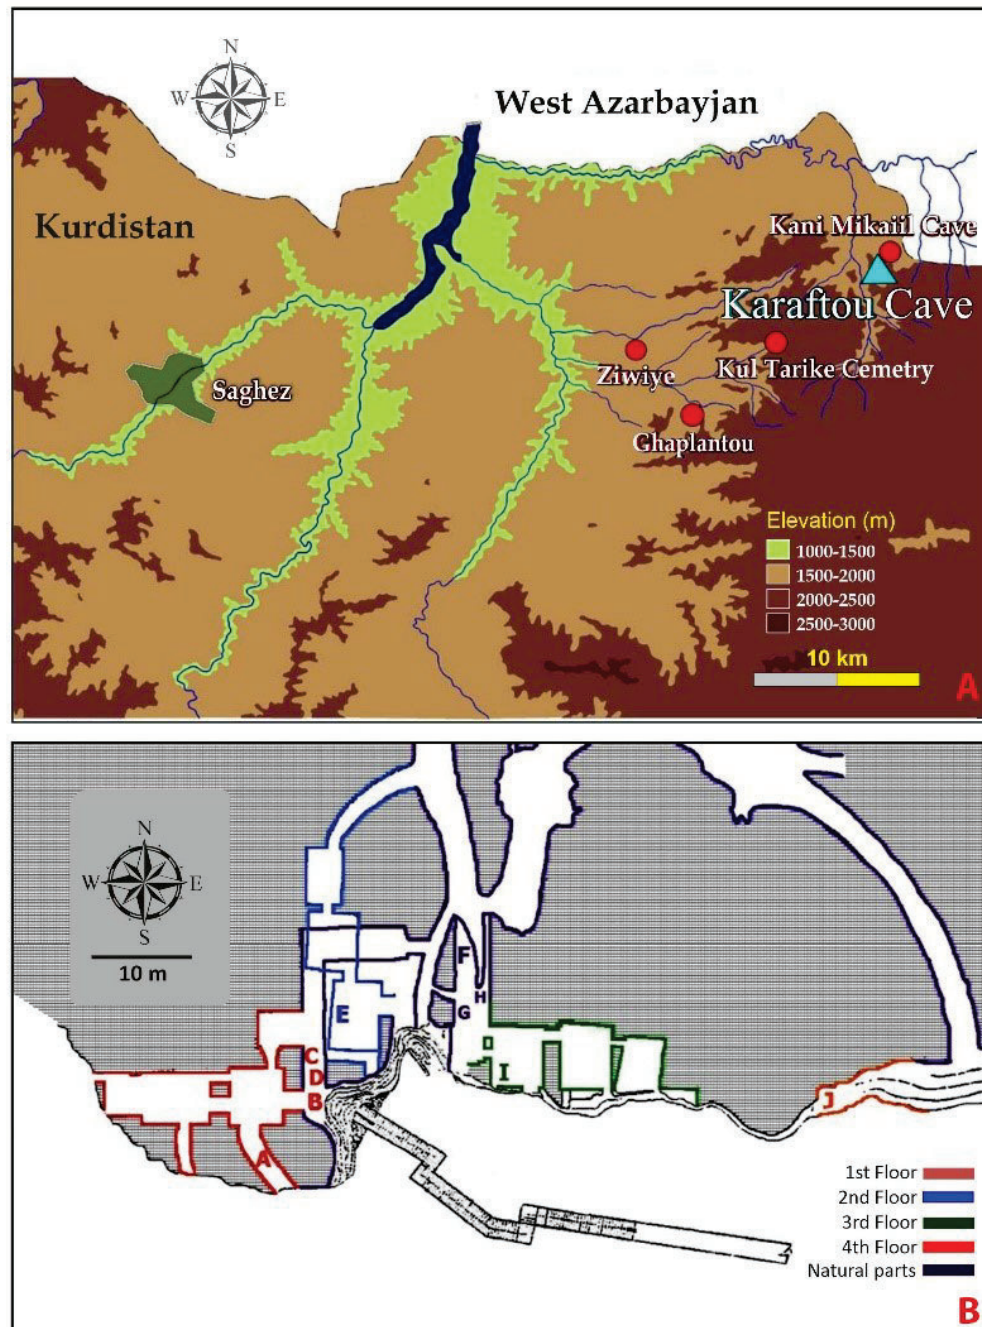 N
W E
S
West Azarbayjan
Kurdistan
Kani Mikaiil Cave
Karaftou Cave
Saghez
Ziwiye
Kul Tarike Cemetry
Ghaplantou
Elevation (m)
1000-1500
1500-2000
2000-2500
2500-3000
10 km
A
N
W E
S
10 m
F
H
G
E
C
D
I
B
J
A
1st Floor
2nd Floor
3rd Floor
4th Floor
Natural parts
B